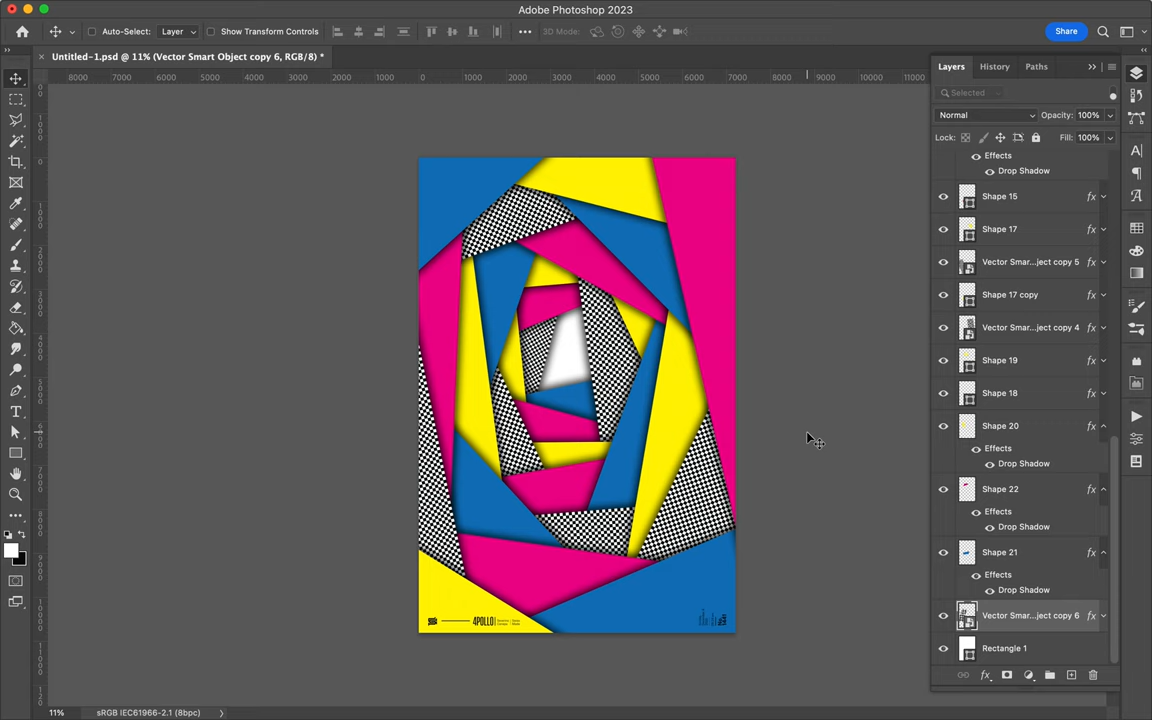 Adobe Photoshop 2023
Auto-Select: Layer Show Transform Controls 3D Mode: Share
Untitled-1.psd @ 11% (Vector Smart Object copy 6, RGB/8) *
8000 7000 6000 5000 4000 3000 2000 1000 0 1000 2000 3000 4000 5000 6000 7000 8000 9000 10000 11000
Layers History Paths
Selected
Normal Opacity: 100%
Lock: Fill: 100%
Effects
Drop Shadow
Shape 15
Shape 17
Vector Smar...ject copy 5
Shape 17 copy
Vector Smar...ject copy 4
Shape 19
Shape 18
Shape 20
Effects
Drop Shadow
Shape 22
Effects
Drop Shadow
Shape 21
Effects
Drop Shadow
Vector Smar...ject copy 6
Rectangle 1
4POLLO
11% sRGB IEC61966-2.1 (8bpc)